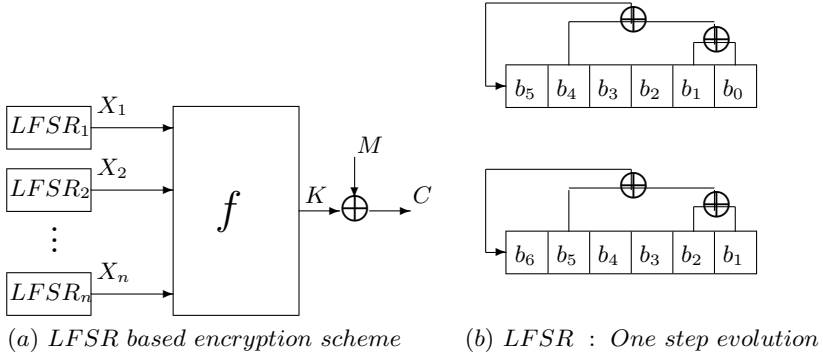 b₅ b₄ b₃ b₂ b₁ b₀
X₁
LFSR₁
M
X₂
LFSR₂
f
K
C
⋮
b₆ b₅ b₄ b₃ b₂ b₁
Xₙ
LFSRₙ
(a) LFSR based encryption scheme
(b) LFSR : One step evolution